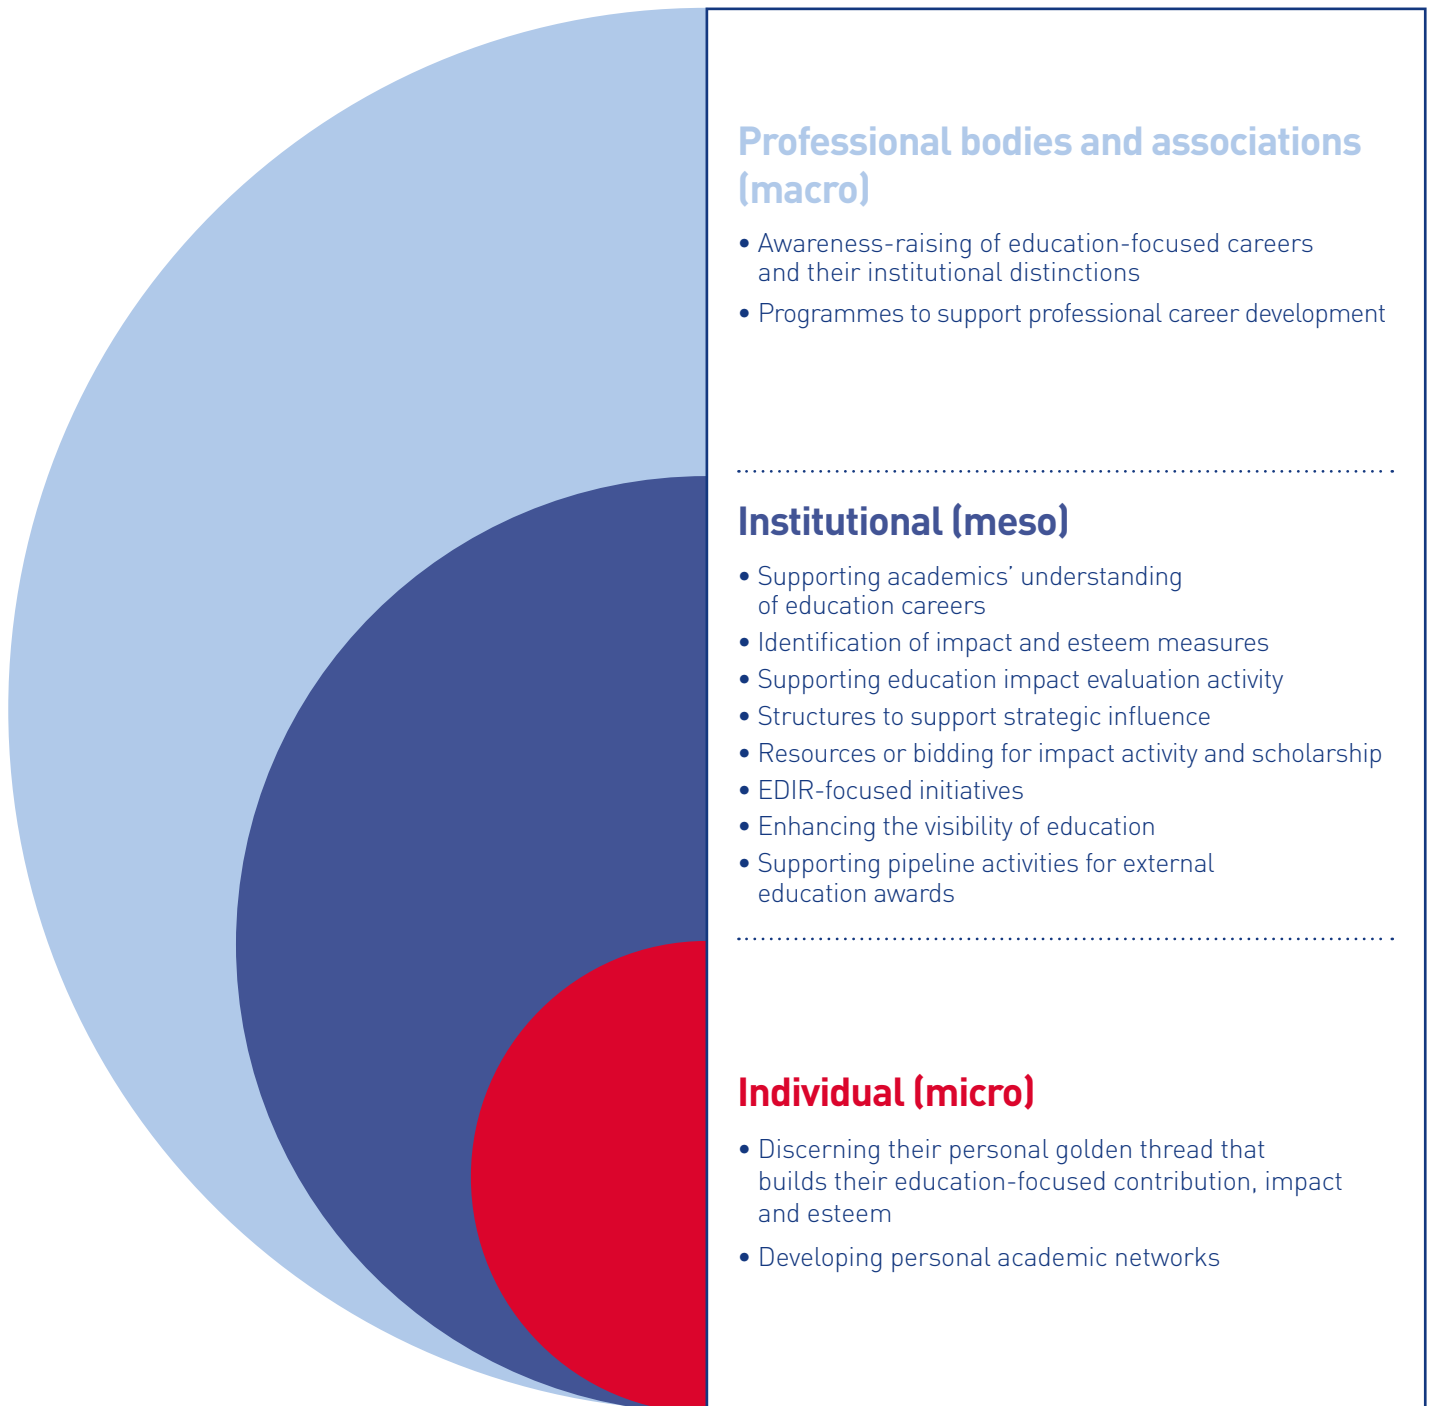 Professional bodies and associations
(macro)
• Awareness-raising of education-focused careers
and their institutional distinctions
• Programmes to support professional career development
Institutional (meso)
• Supporting academics’ understanding
of education careers
• Identification of impact and esteem measures
• Supporting education impact evaluation activity
• Structures to support strategic influence
• Resources or bidding for impact activity and scholarship
• EDIR-focused initiatives
• Enhancing the visibility of education
• Supporting pipeline activities for external
education awards
Individual (micro)
• Discerning their personal golden thread that
builds their education-focused contribution, impact
and esteem
• Developing personal academic networks